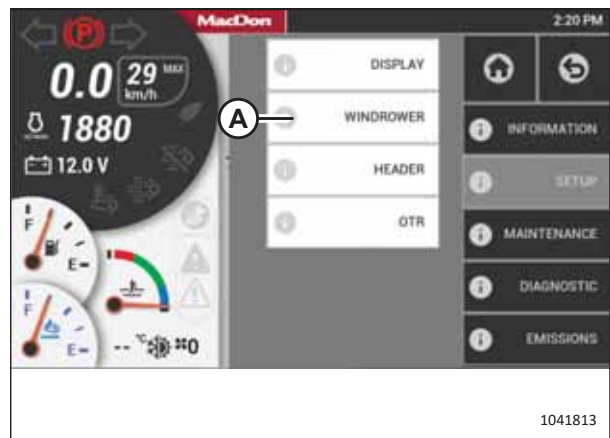 MacDon
2:20 PM
P
0.0 29 MAX
km/h
1880
12.0 V
F
E
F
E
-- °C 0
A
DISPLAY
WINDROWER
HEADER
OTR
INFORMATION
SETUP
MAINTENANCE
DIAGNOSTIC
EMISSIONS
1041813